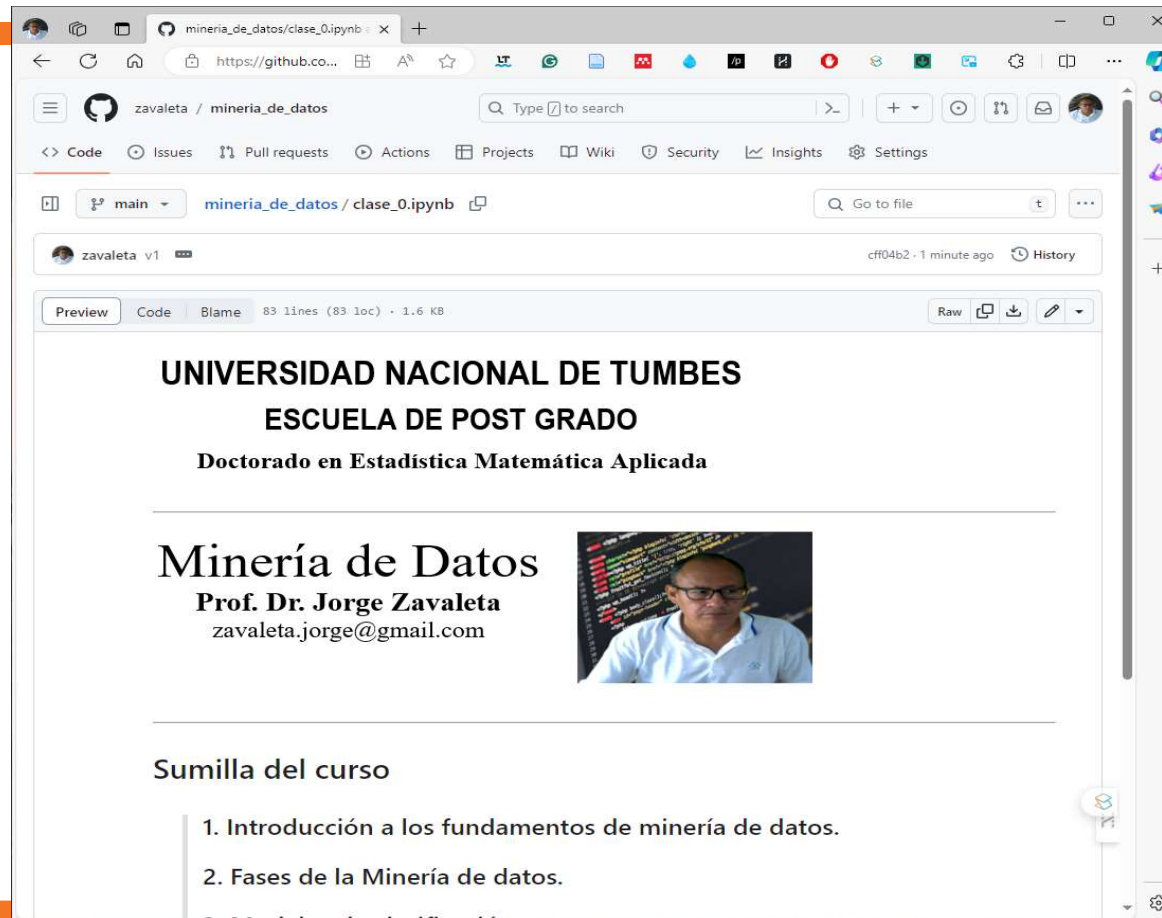 mineria_de_datos/clase_0.ipynb
https://github.co...
zavaleta / mineria_de_datos
Type / to search
Code Issues Pull requests Actions Projects Wiki Security Insights Settings
main mineria_de_datos / clase_0.ipynb Go to file t
zavaleta v1 cff04b2 · 1 minute ago History
Preview Code Blame 83 lines (83 loc) · 1.6 KB Raw
UNIVERSIDAD NACIONAL DE TUMBES
ESCUELA DE POST GRADO
Doctorado en Estadística Matemática Aplicada
Minería de Datos
Prof. Dr. Jorge Zavaleta
zavaleta.jorge@gmail.com
Sumilla del curso
1. Introducción a los fundamentos de minería de datos.
2. Fases de la Minería de datos.